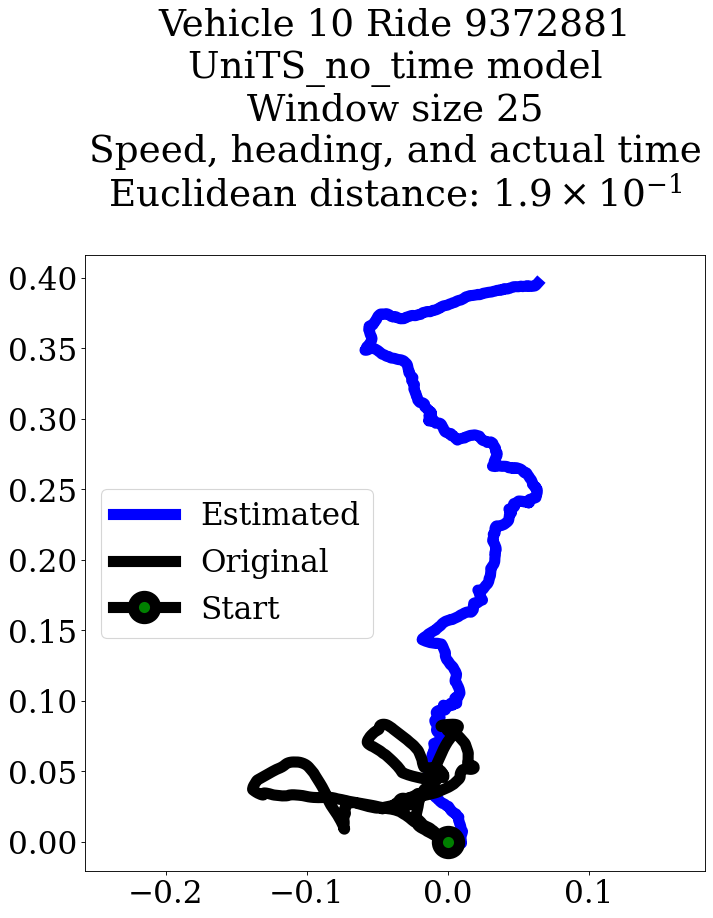 Vehicle 10 Ride 9372881
UniTS_no_time model
Window size 25
Speed, heading, and actual time
Euclidean distance: 1.9 × 10⁻¹
0.40
0.35
0.30
0.25
0.20
0.15
0.10
0.05
0.00
Estimated
Original
Start
−0.2 −0.1 0.0 0.1